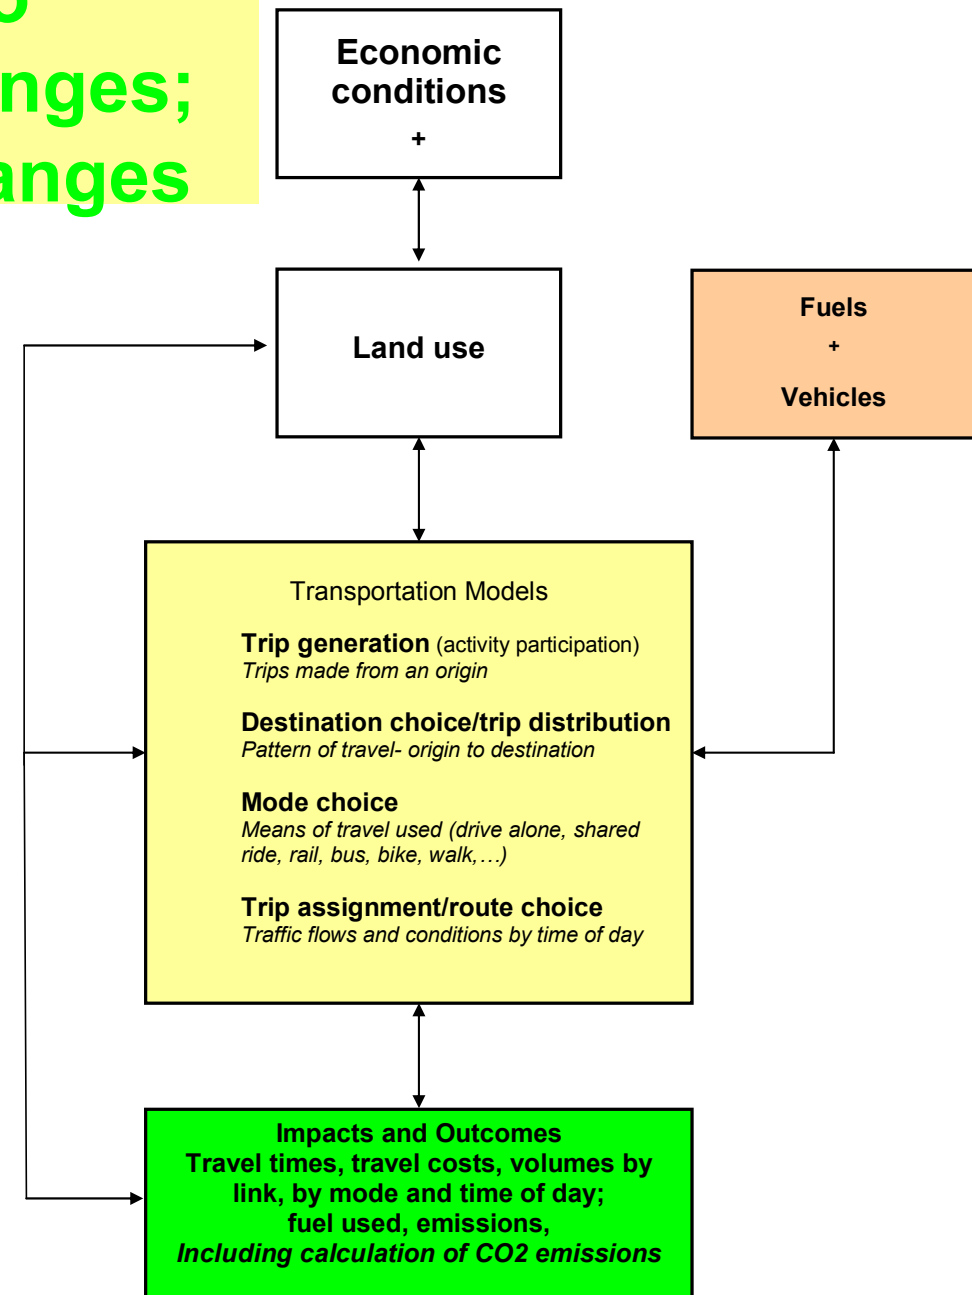 nges;
anges
Economic
conditions
+
Land use
Fuels
+
Vehicles
Transportation Models
Trip generation (activity participation)
Trips made from an origin
Destination choice/trip distribution
Pattern of travel- origin to destination
Mode choice
Means of travel used (drive alone, shared
ride, rail, bus, bike, walk,…)
Trip assignment/route choice
Traffic flows and conditions by time of day
Impacts and Outcomes
Travel times, travel costs, volumes by
link, by mode and time of day;
fuel used, emissions,
Including calculation of CO2 emissions